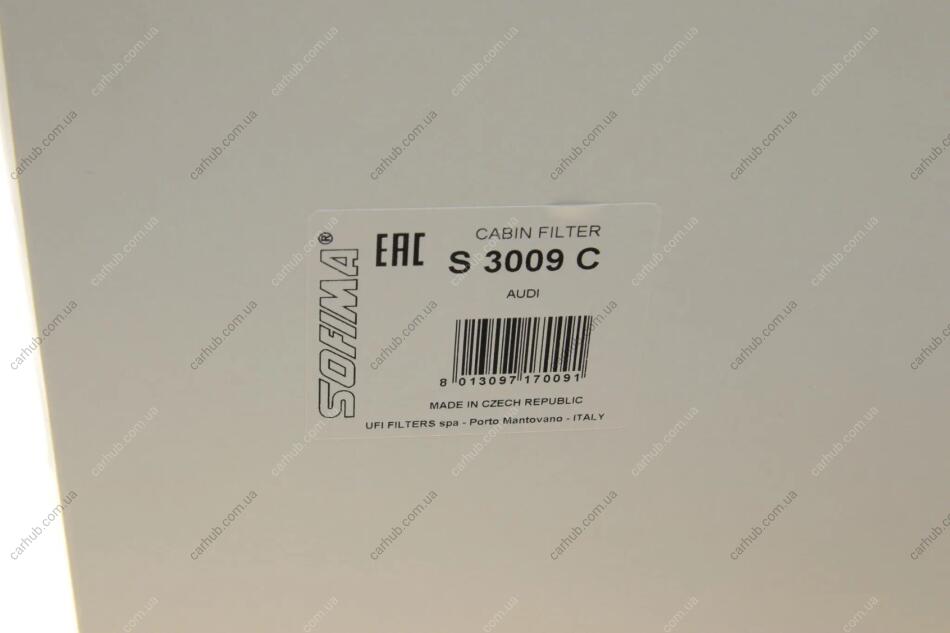 SOFIMA®
EAC
CABIN FILTER
S 3009 C
AUDI
8 013097 170091
MADE IN CZECH REPUBLIC
UFI FILTERS spa - Porto Mantovano - ITALY
carhub.com.ua